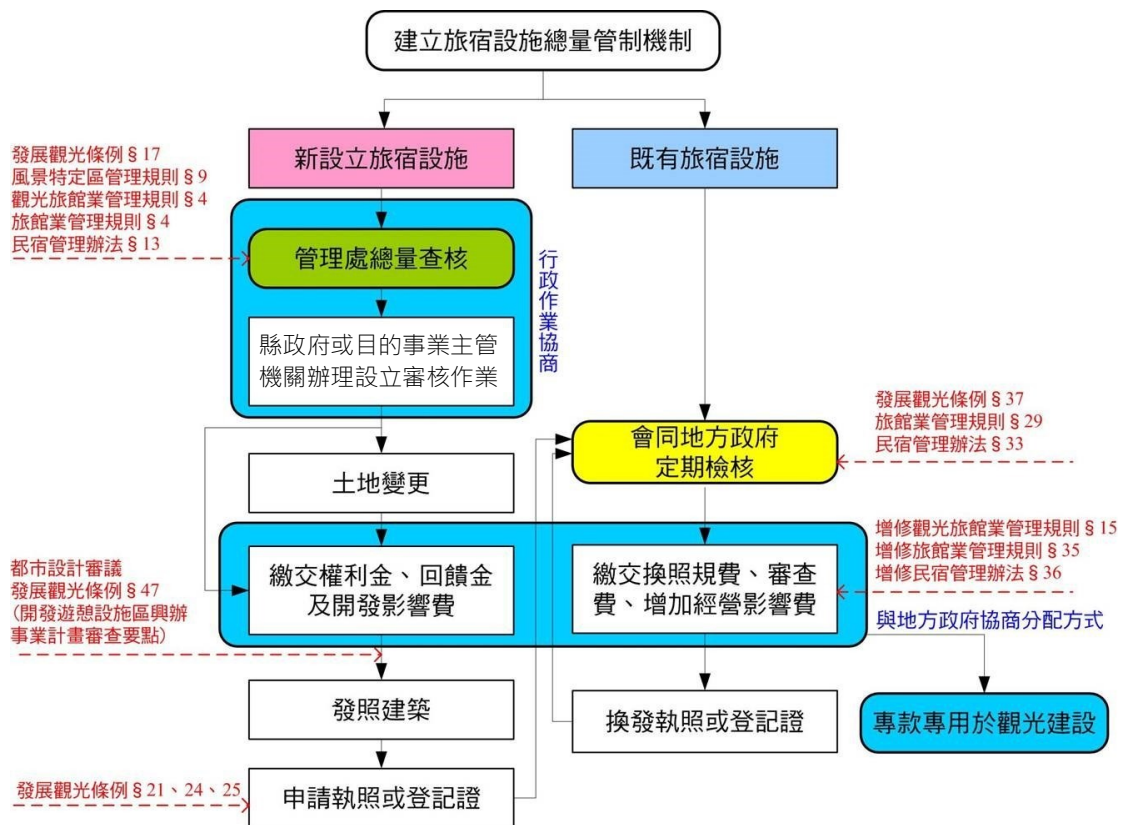 建立旅宿設施總量管制機制
新設立旅宿設施
既有旅宿設施
發展觀光條例§17
風景特定區管理規則§9
觀光旅館業管理規則§4
旅館業管理規則§4
民宿管理辦法§13
管理處總量查核
行政作業協商
縣政府或目的事業主管
機關辦理設立審核作業
發展觀光條例§37
旅館業管理規則§29
民宿管理辦法§33
會同地方政府
定期檢核
土地變更
都市設計審議
發展觀光條例§47
(開發遊憩設施區興辦
事業計畫審查要點)
繳交權利金、回饋金
及開發影響費
繳交換照規費、審查
費、增加經營影響費
增修觀光旅館業管理規則§15
增修旅館業管理規則§35
增修民宿管理辦法§36
與地方政府協商分配方式
發照建築
換發執照或登記證
專款專用於觀光建設
發展觀光條例§21、24、25
申請執照或登記證